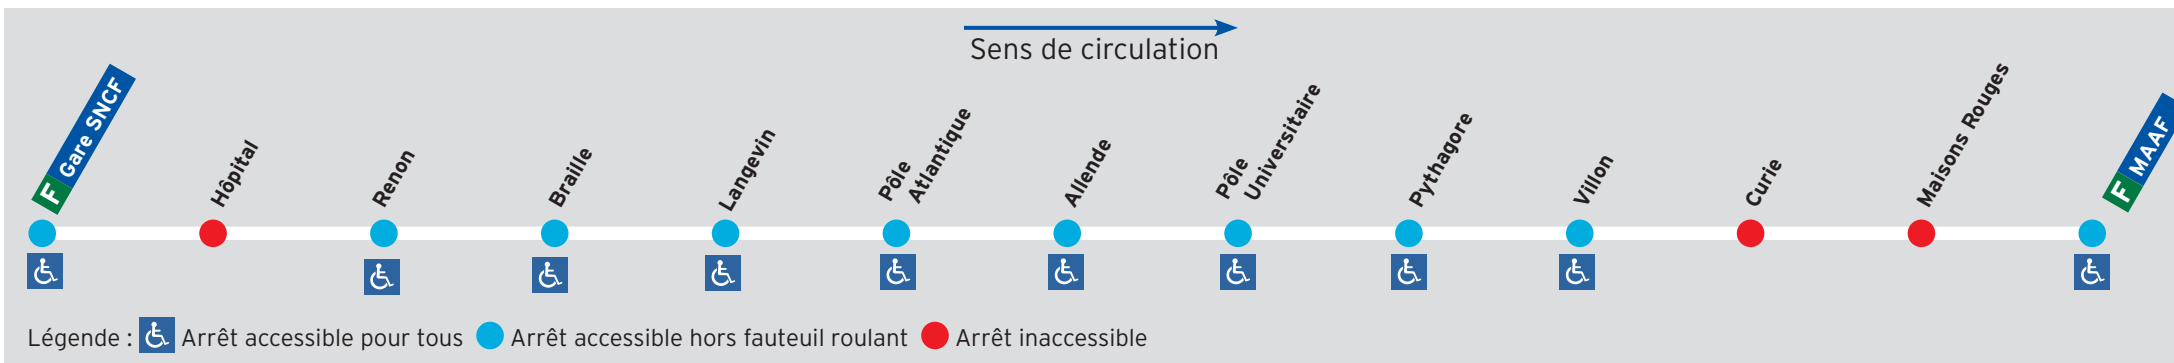 Sens de circulation
F Gare SNCF
Hôpital
Renon
Braille
Langevin
Pôle
Atlantique
Allende
Pôle
Universitaire
Pythagore
Villon
Curie
Maisons Rouges
F MAAF
Légende : Arrêt accessible pour tous Arrêt accessible hors fauteuil roulant Arrêt inaccessible